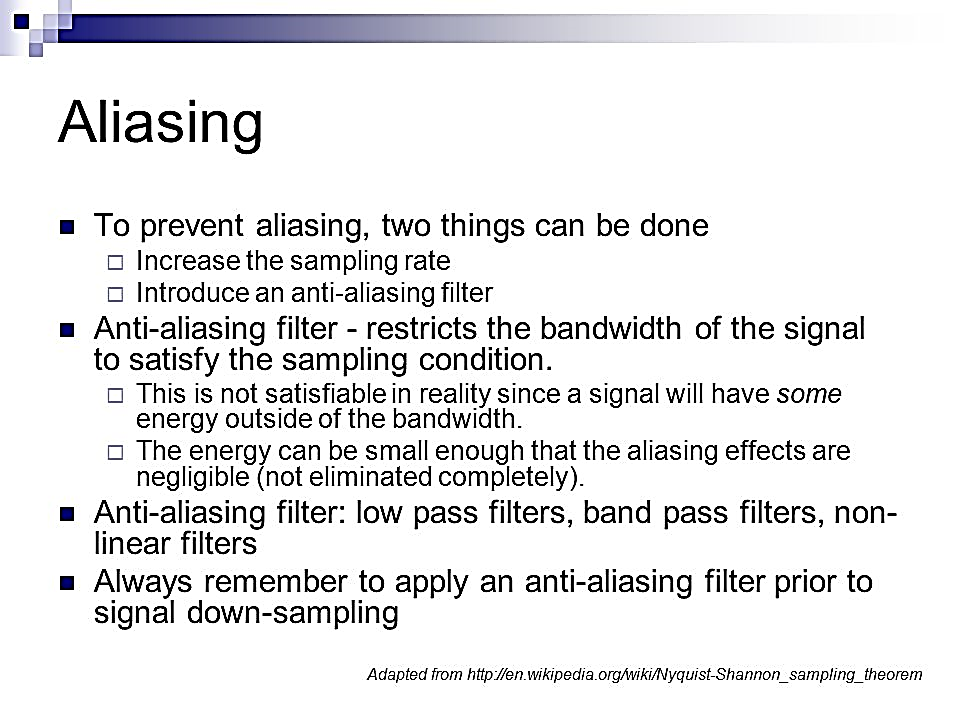 Aliasing
To prevent aliasing, two things can be done
Increase the sampling rate
Introduce an anti-aliasing filter
Anti-aliasing filter - restricts the bandwidth of the signal
to satisfy the sampling condition.
This is not satisfiable in reality since a signal will have some
energy outside of the bandwidth.
The energy can be small enough that the aliasing effects are
negligible (not eliminated completely).
Anti-aliasing filter: low pass filters, band pass filters, non-
linear filters
Always remember to apply an anti-aliasing filter prior to
signal down-sampling
Adapted from http://en.wikipedia.org/wiki/Nyquist-Shannon_sampling_theorem